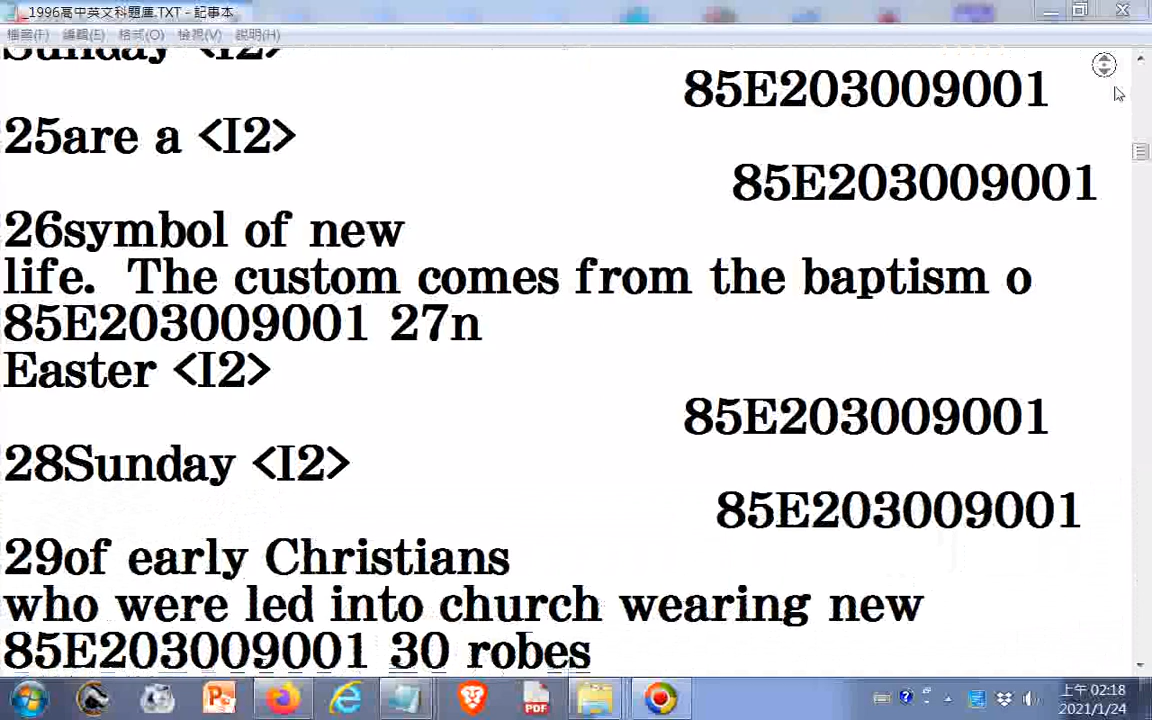 _1996高中英文科題庫.TXT - 記事本
檔案(F) 編輯(E) 格式(O) 檢視(V) 說明(H)
Sunday <I2>
85E203009001
25are a <I2>
85E203009001
26symbol of new
life.  The custom comes from the baptism o
85E203009001 27n
Easter <I2>
85E203009001
28Sunday <I2>
85E203009001
29of early Christians
who were led into church wearing new
85E203009001 30 robes
PDF
上午 02:18
2021/1/24